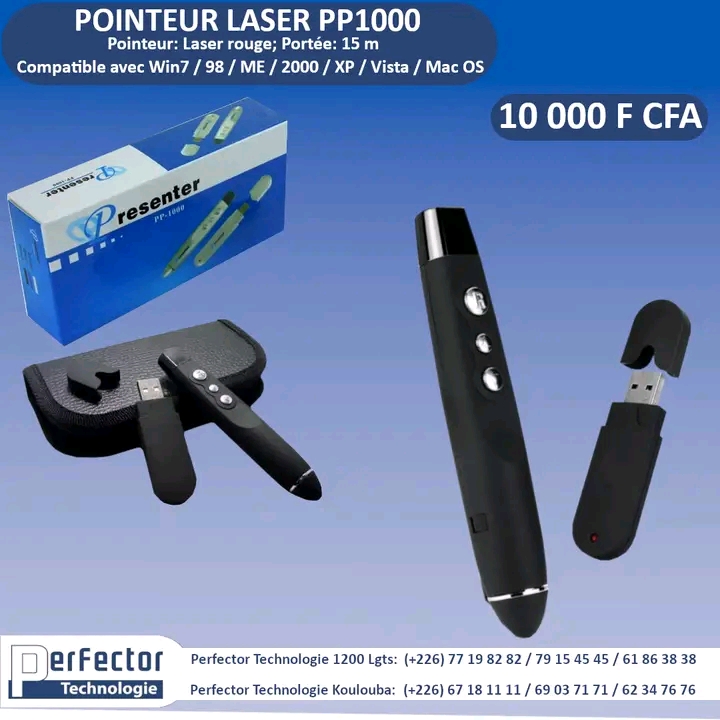 POINTEUR LASER PP1000
Pointeur: Laser rouge; Portée: 15 m
Compatible avec Win7 / 98 / ME / 2000 / XP / Vista / Mac OS
10 000 F CFA
Presenter
PP-1000
Presenter
PP-1000
Perfector
Technologie
Perfector Technologie 1200 Lgts: (+226) 77 19 82 82 / 79 15 45 45 / 61 86 38 38
Perfector Technologie Koulouba: (+226) 67 18 11 11 / 69 03 71 71 / 62 34 76 76